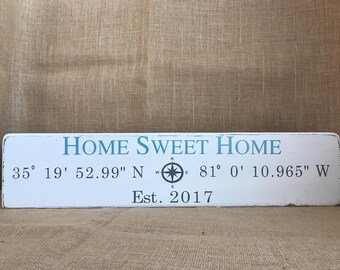 HOME SWEET HOME
35° 19' 52.99" N 81° 0' 10.965" W
Est. 2017